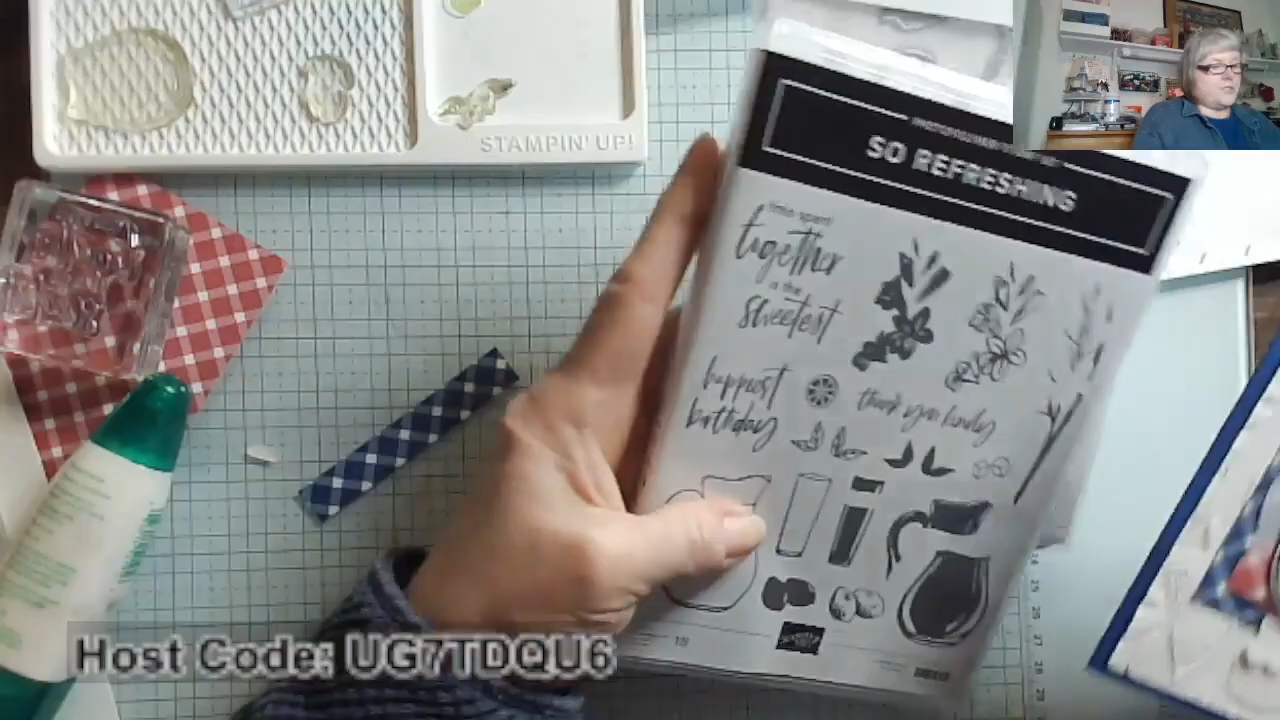 STAMPIN' UP!
SO REFRESHING
time spent
together
is the
sweetest
happiest
birthday
thank you kindly
Host Code: UG7TDQU6